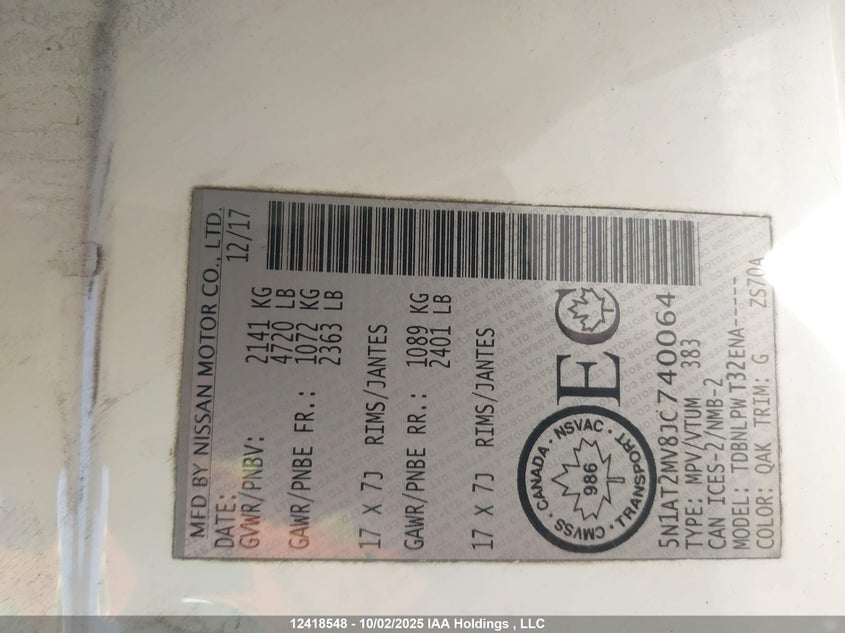 MFD BY NISSAN MOTOR CO., LTD.
DATE: 12/17
GVWR/PNBV: 2141 KG
4720 LB
GAWR/PNBE FR.: 1072 KG
2363 LB
17 X 7J RIMS/JANTES
GAWR/PNBE RR.: 1089 KG
2401 LB
17 X 7J RIMS/JANTES
CANADA · NSVAC · TRANSPORT · CMVSS ·
986
EC
5N1AT2MV8JC740064
TYPE: MPV/VTUM 383
CAN ICES-2/NMB-2
MODEL: TDBNLPW T32ENA-----
COLOR: QAK TRIM: G ZS70A
12418548 - 10/02/2025 IAA Holdings , LLC